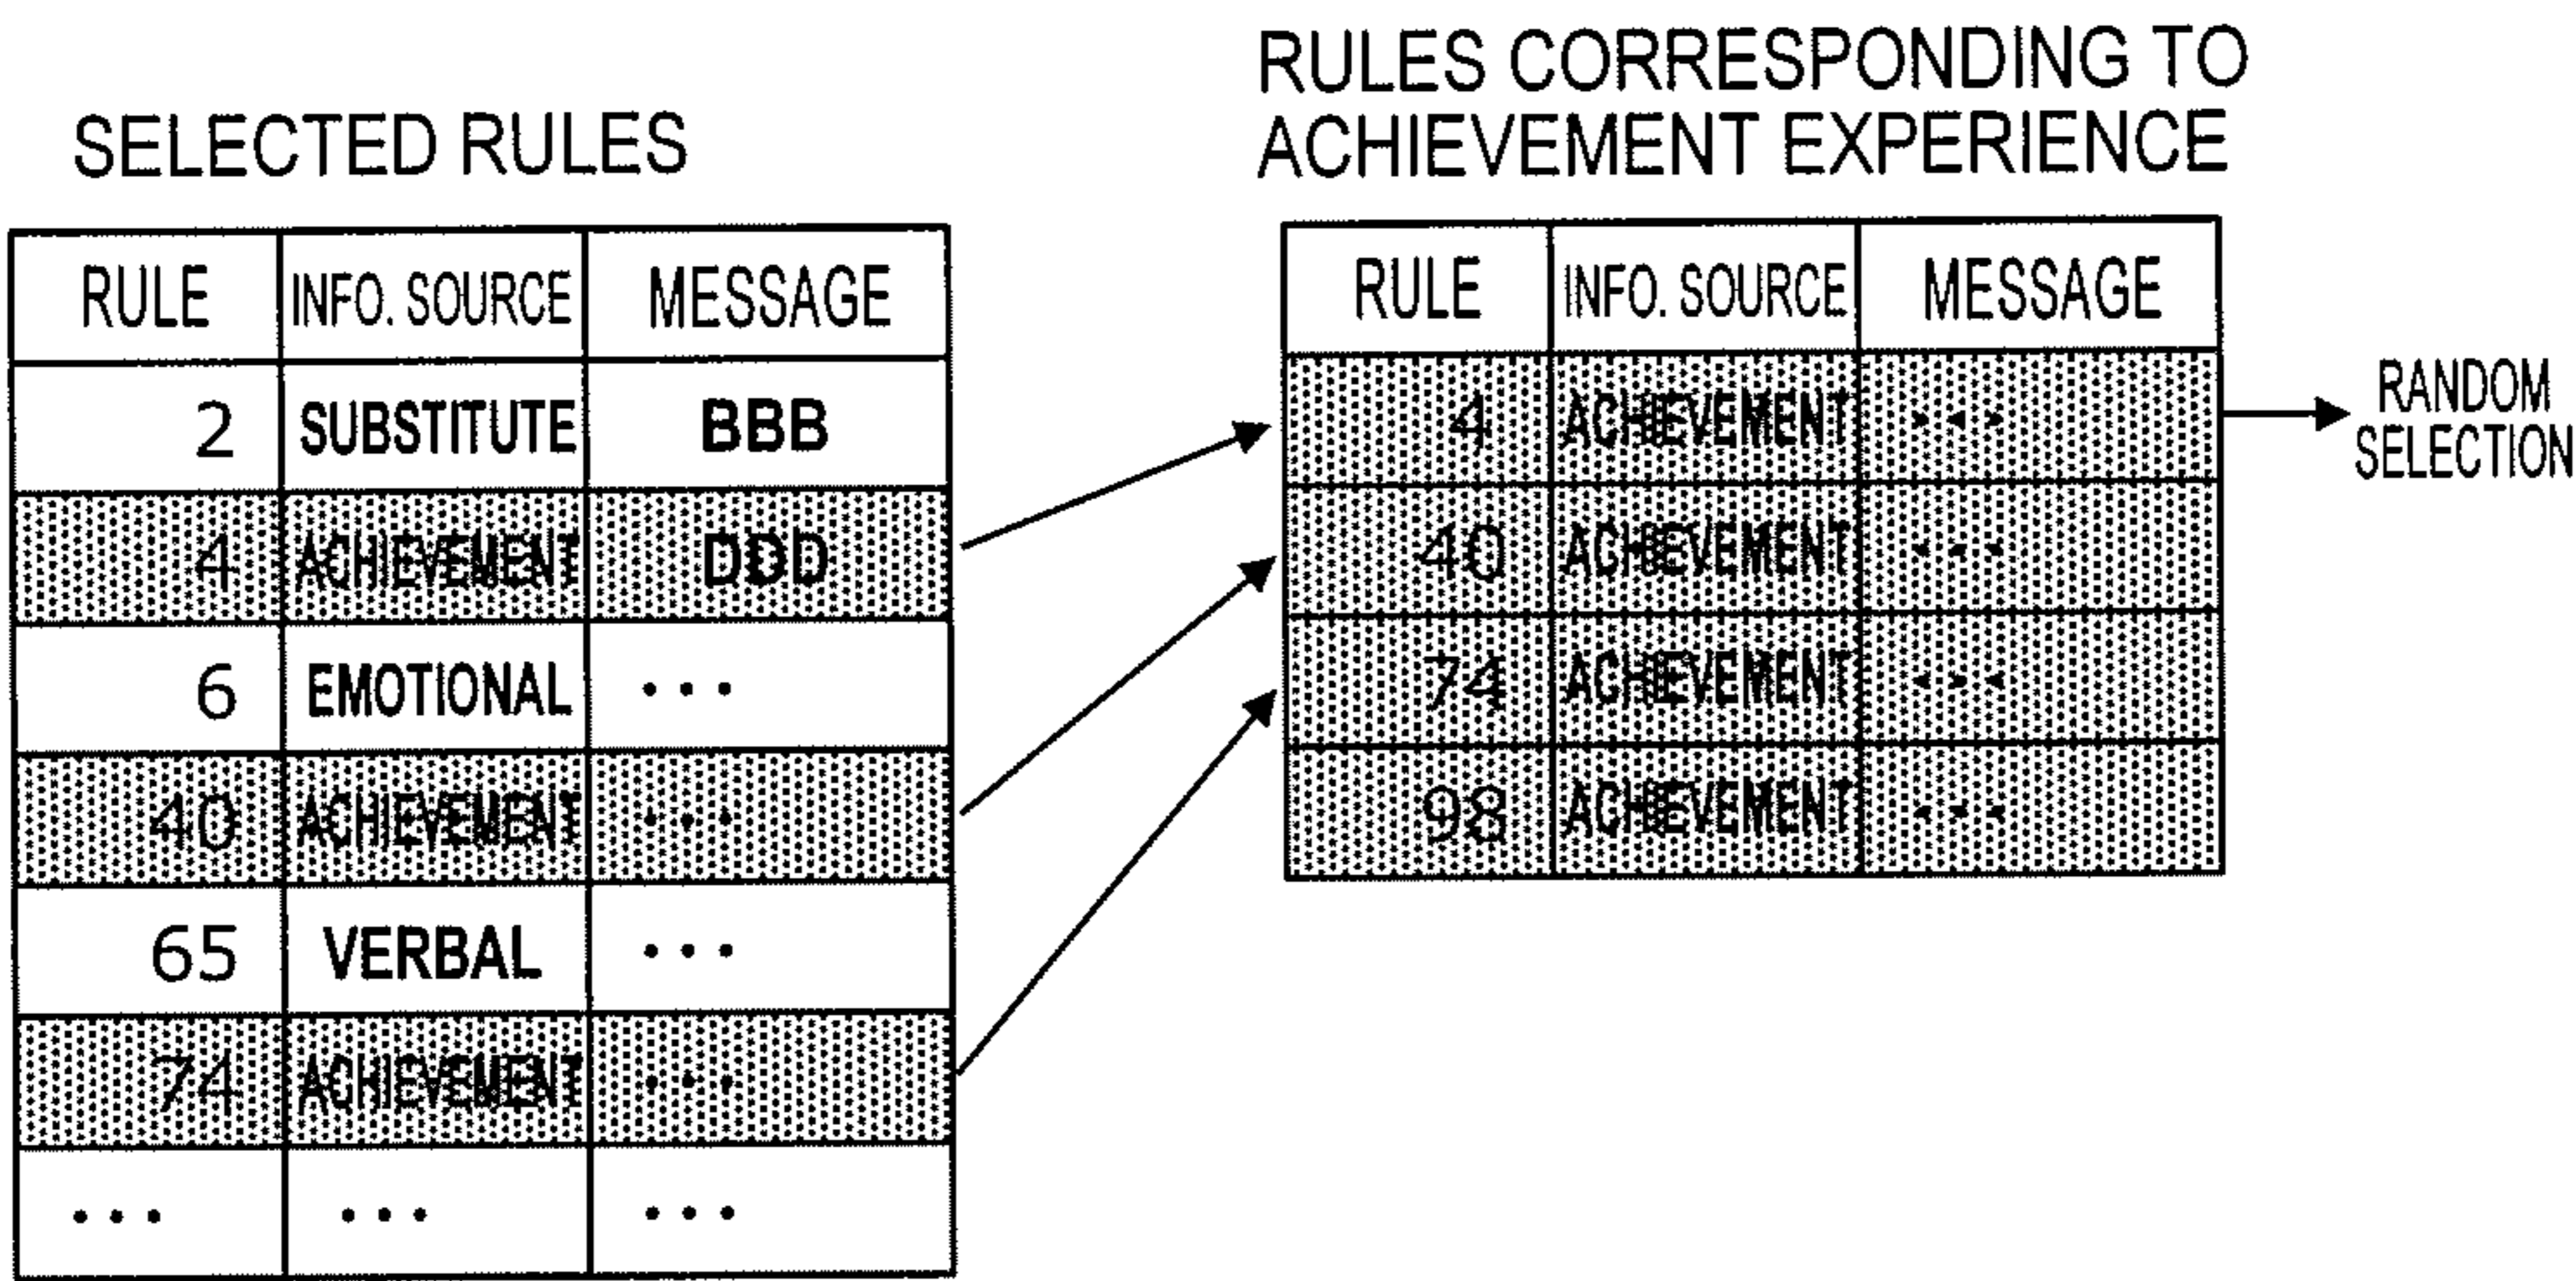 SELECTED RULES
RULE INFO. SOURCE MESSAGE
2 SUBSTITUTE BBB
4 ACHIEVEMENT DDD
6 EMOTIONAL ...
40 ACHIEVEMENT ...
65 VERBAL ...
74 ACHIEVEMENT ...
... ... ...
RULES CORRESPONDING TO
ACHIEVEMENT EXPERIENCE
RULE INFO. SOURCE MESSAGE
4 ACHIEVEMENT ...
40 ACHIEVEMENT ...
74 ACHIEVEMENT ...
98 ACHIEVEMENT ...
RANDOM
SELECTION